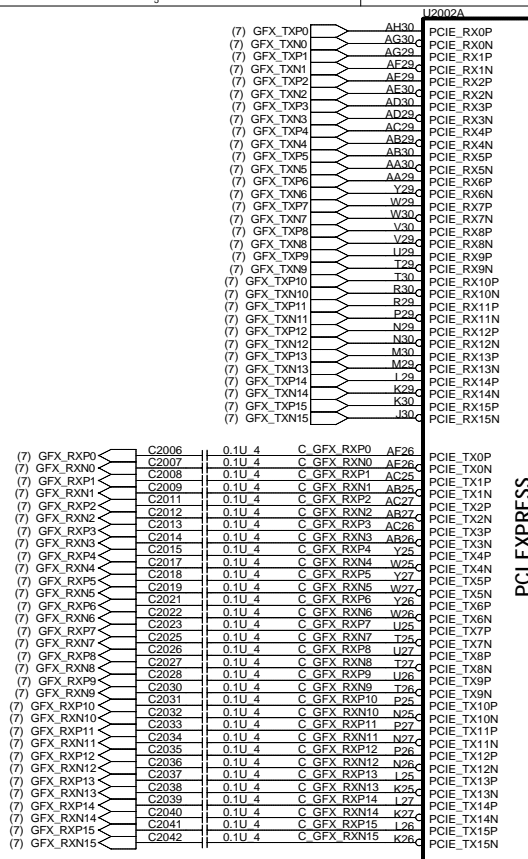 U2002A
(7) GFX_TXP0 AH30 PCIE_RX0P
(7) GFX_TXN0 AG30 PCIE_RX0N
(7) GFX_TXP1 AG29 PCIE_RX1P
(7) GFX_TXN1 AF29 PCIE_RX1N
(7) GFX_TXP2 AE29 PCIE_RX2P
(7) GFX_TXN2 AE30 PCIE_RX2N
(7) GFX_TXP3 AD30 PCIE_RX3P
(7) GFX_TXN3 AD29 PCIE_RX3N
(7) GFX_TXP4 AC29 PCIE_RX4P
(7) GFX_TXN4 AB29 PCIE_RX4N
(7) GFX_TXP5 AB30 PCIE_RX5P
(7) GFX_TXN5 AA30 PCIE_RX5N
(7) GFX_TXP6 AA29 PCIE_RX6P
(7) GFX_TXN6 Y29 PCIE_RX6N
(7) GFX_TXP7 W29 PCIE_RX7P
(7) GFX_TXN7 W30 PCIE_RX7N
(7) GFX_TXP8 V30 PCIE_RX8P
(7) GFX_TXN8 V29 PCIE_RX8N
(7) GFX_TXP9 U29 PCIE_RX9P
(7) GFX_TXN9 T29 PCIE_RX9N
(7) GFX_TXP10 T30 PCIE_RX10P
(7) GFX_TXN10 R30 PCIE_RX10N
(7) GFX_TXP11 R29 PCIE_RX11P
(7) GFX_TXN11 P29 PCIE_RX11N
(7) GFX_TXP12 N29 PCIE_RX12P
(7) GFX_TXN12 N30 PCIE_RX12N
(7) GFX_TXP13 M30 PCIE_RX13P
(7) GFX_TXN13 M29 PCIE_RX13N
(7) GFX_TXP14 L29 PCIE_RX14P
(7) GFX_TXN14 K29 PCIE_RX14N
(7) GFX_TXP15 K30 PCIE_RX15P
(7) GFX_TXN15 J30 PCIE_RX15N
(7) GFX_RXP0 C2006 0.1U_4 C_GFX_RXP0 AF26 PCIE_TX0P
(7) GFX_RXN0 C2007 0.1U_4 C_GFX_RXN0 AE26 PCIE_TX0N
(7) GFX_RXP1 C2008 0.1U_4 C_GFX_RXP1 AC25 PCIE_TX1P
(7) GFX_RXN1 C2009 0.1U_4 C_GFX_RXN1 AB25 PCIE_TX1N
(7) GFX_RXP2 C2011 0.1U_4 C_GFX_RXP2 AC27 PCIE_TX2P
(7) GFX_RXN2 C2012 0.1U_4 C_GFX_RXN2 AB27 PCIE_TX2N
(7) GFX_RXP3 C2013 0.1U_4 C_GFX_RXP3 AC26 PCIE_TX3P
(7) GFX_RXN3 C2014 0.1U_4 C_GFX_RXN3 AB26 PCIE_TX3N
(7) GFX_RXP4 C2015 0.1U_4 C_GFX_RXP4 Y25 PCIE_TX4P
(7) GFX_RXN4 C2017 0.1U_4 C_GFX_RXN4 W25 PCIE_TX4N
(7) GFX_RXP5 C2018 0.1U_4 C_GFX_RXP5 Y27 PCIE_TX5P
(7) GFX_RXN5 C2019 0.1U_4 C_GFX_RXN5 W27 PCIE_TX5N
(7) GFX_RXP6 C2021 0.1U_4 C_GFX_RXP6 Y26 PCIE_TX6P
(7) GFX_RXN6 C2022 0.1U_4 C_GFX_RXN6 W26 PCIE_TX6N
(7) GFX_RXP7 C2023 0.1U_4 C_GFX_RXP7 U25 PCIE_TX7P
(7) GFX_RXN7 C2025 0.1U_4 C_GFX_RXN7 T25 PCIE_TX7N
(7) GFX_RXP8 C2026 0.1U_4 C_GFX_RXP8 U27 PCIE_TX8P
(7) GFX_RXN8 C2027 0.1U_4 C_GFX_RXN8 T27 PCIE_TX8N
(7) GFX_RXP9 C2028 0.1U_4 C_GFX_RXP9 U26 PCIE_TX9P
(7) GFX_RXN9 C2030 0.1U_4 C_GFX_RXN9 T26 PCIE_TX9N
(7) GFX_RXP10 C2031 0.1U_4 C_GFX_RXP10 P25 PCIE_TX10P
(7) GFX_RXN10 C2032 0.1U_4 C_GFX_RXN10 N25 PCIE_TX10N
(7) GFX_RXP11 C2033 0.1U_4 C_GFX_RXP11 P27 PCIE_TX11P
(7) GFX_RXN11 C2034 0.1U_4 C_GFX_RXN11 N27 PCIE_TX11N
(7) GFX_RXP12 C2035 0.1U_4 C_GFX_RXP12 P26 PCIE_TX12P
(7) GFX_RXN12 C2036 0.1U_4 C_GFX_RXN12 N26 PCIE_TX12N
(7) GFX_RXP13 C2037 0.1U_4 C_GFX_RXP13 L25 PCIE_TX13P
(7) GFX_RXN13 C2038 0.1U_4 C_GFX_RXN13 K25 PCIE_TX13N
(7) GFX_RXP14 C2039 0.1U_4 C_GFX_RXP14 L27 PCIE_TX14P
(7) GFX_RXN14 C2040 0.1U_4 C_GFX_RXN14 K27 PCIE_TX14N
(7) GFX_RXP15 C2041 0.1U_4 C_GFX_RXP15 L26 PCIE_TX15P
(7) GFX_RXN15 C2042 0.1U_4 C_GFX_RXN15 K26 PCIE_TX15N
PCI EXPRESS